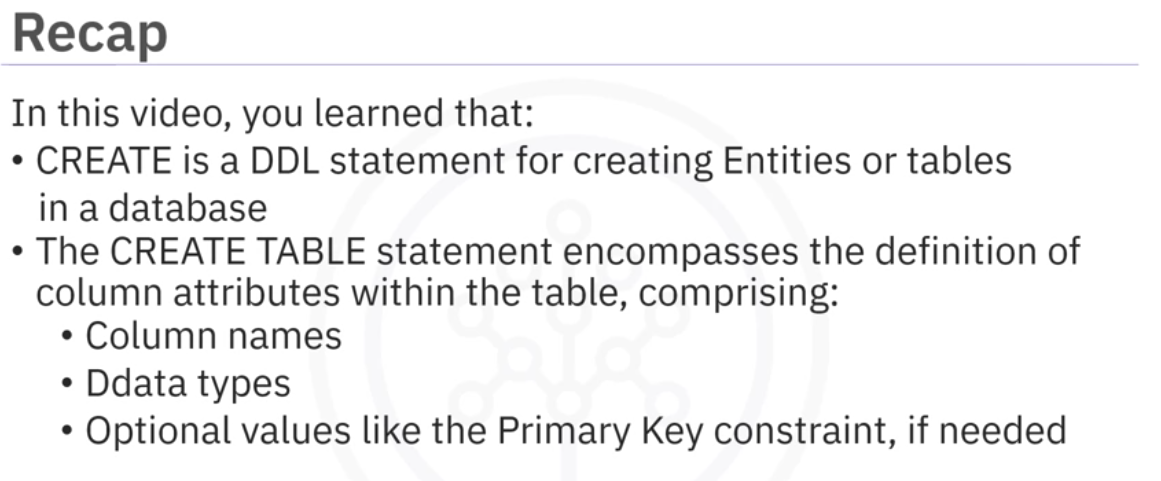 Recap
In this video, you learned that:
• CREATE is a DDL statement for creating Entities or tables
in a database
• The CREATE TABLE statement encompasses the definition of
column attributes within the table, comprising:
• Column names
• Ddata types
• Optional values like the Primary Key constraint, if needed